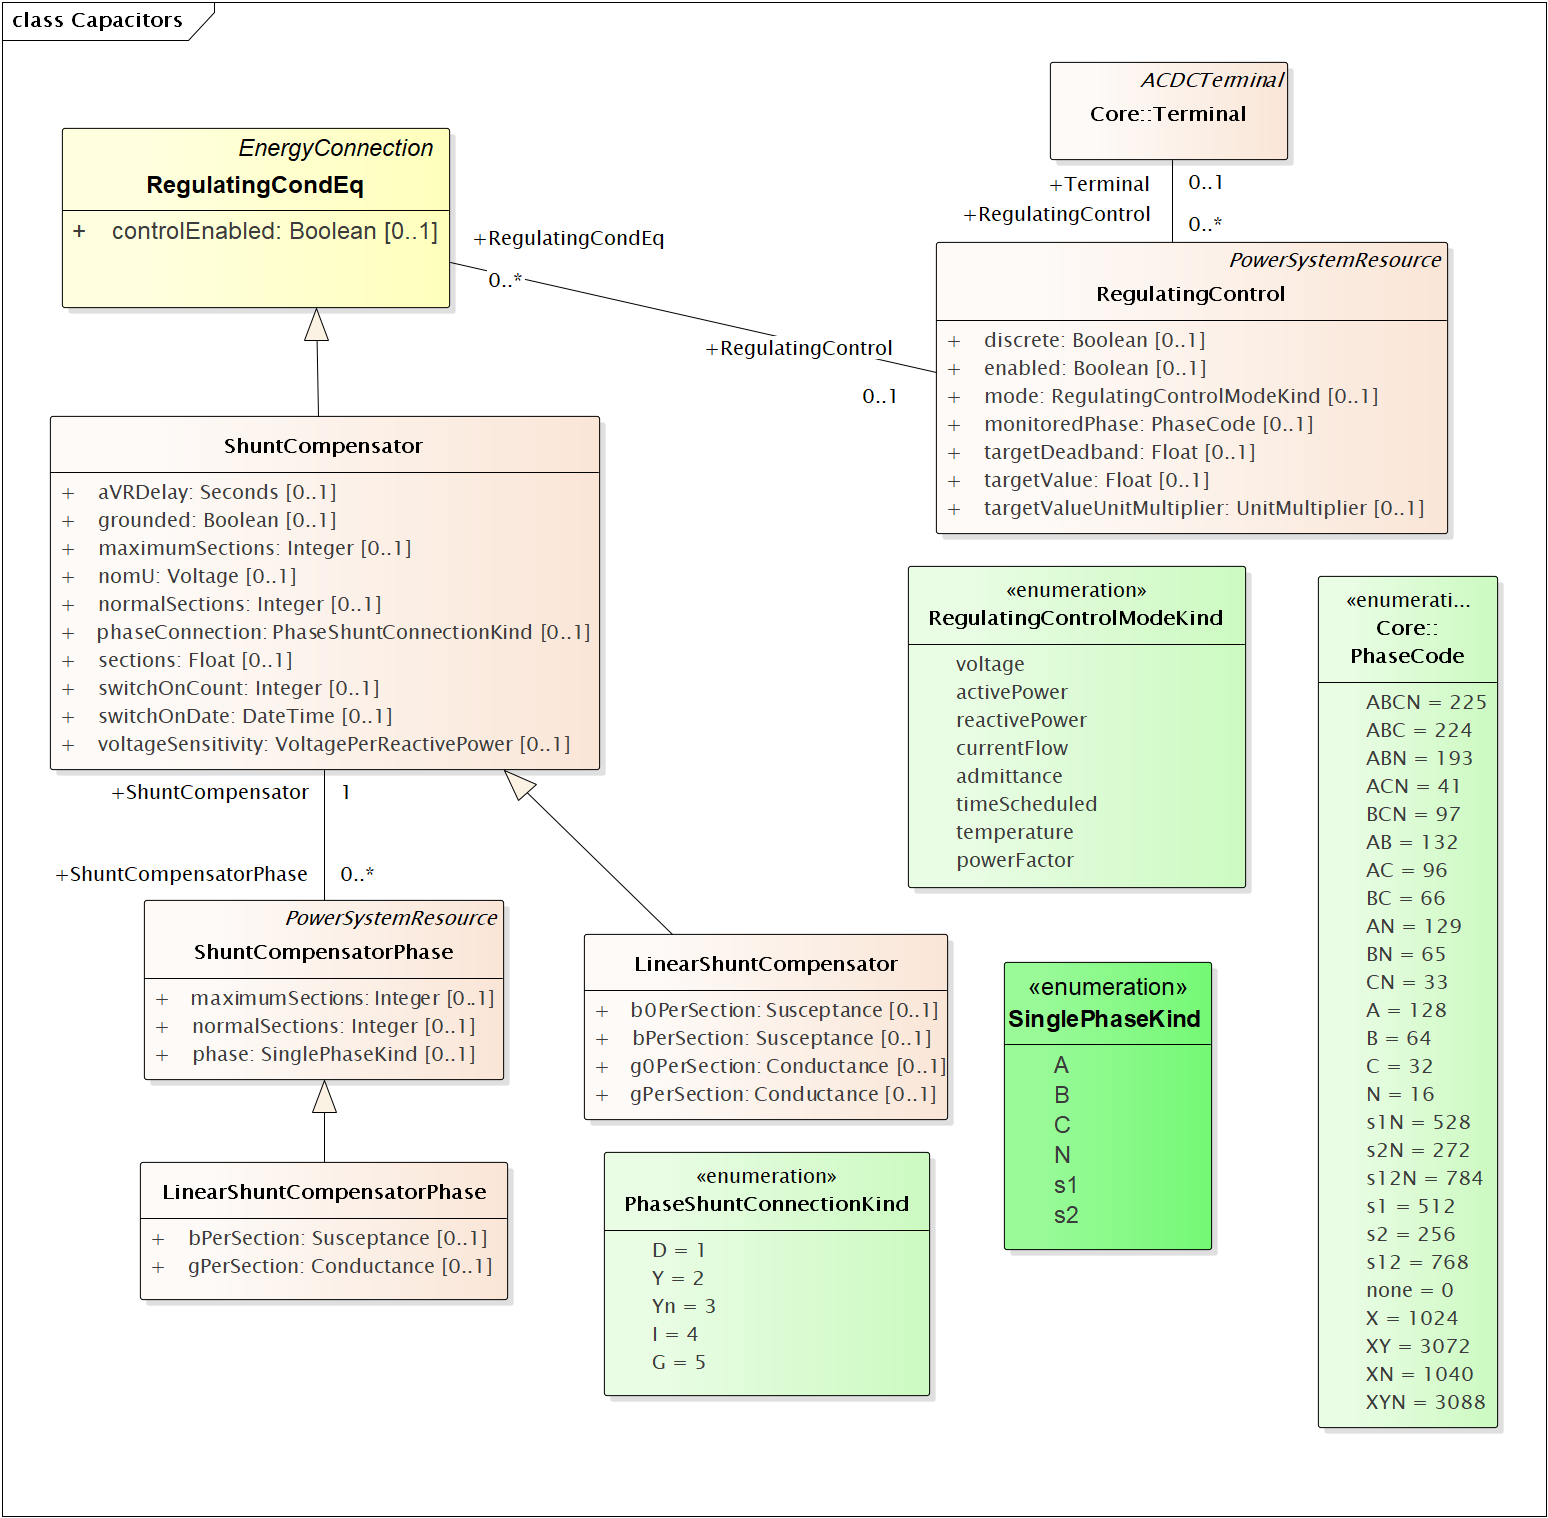 class Capacitors
ACDCTerminal
Core::Terminal
EnergyConnection
RegulatingCondEq
+ controlEnabled: Boolean [0..1]
+Terminal 0..1
+RegulatingControl 0..*
+RegulatingCondEq
0..*
+RegulatingControl
0..1
PowerSystemResource
RegulatingControl
+ discrete: Boolean [0..1]
+ enabled: Boolean [0..1]
+ mode: RegulatingControlModeKind [0..1]
+ monitoredPhase: PhaseCode [0..1]
+ targetDeadband: Float [0..1]
+ targetValue: Float [0..1]
+ targetValueUnitMultiplier: UnitMultiplier [0..1]
ShuntCompensator
+ aVRDelay: Seconds [0..1]
+ grounded: Boolean [0..1]
+ maximumSections: Integer [0..1]
+ nomU: Voltage [0..1]
+ normalSections: Integer [0..1]
+ phaseConnection: PhaseShuntConnectionKind [0..1]
+ sections: Float [0..1]
+ switchOnCount: Integer [0..1]
+ switchOnDate: DateTime [0..1]
+ voltageSensitivity: VoltagePerReactivePower [0..1]
+ShuntCompensator 1
+ShuntCompensatorPhase 0..*
PowerSystemResource
ShuntCompensatorPhase
+ maximumSections: Integer [0..1]
+ normalSections: Integer [0..1]
+ phase: SinglePhaseKind [0..1]
LinearShuntCompensatorPhase
+ bPerSection: Susceptance [0..1]
+ gPerSection: Conductance [0..1]
LinearShuntCompensator
+ b0PerSection: Susceptance [0..1]
+ bPerSection: Susceptance [0..1]
+ g0PerSection: Conductance [0..1]
+ gPerSection: Conductance [0..1]
«enumeration»
PhaseShuntConnectionKind
D = 1
Y = 2
Yn = 3
I = 4
G = 5
«enumeration»
RegulatingControlModeKind
voltage
activePower
reactivePower
currentFlow
admittance
timeScheduled
temperature
powerFactor
«enumeration»
SinglePhaseKind
A
B
C
N
s1
s2
«enumerati...
Core::
PhaseCode
ABCN = 225
ABC = 224
ABN = 193
ACN = 41
BCN = 97
AB = 132
AC = 96
BC = 66
AN = 129
BN = 65
CN = 33
A = 128
B = 64
C = 32
N = 16
s1N = 528
s2N = 272
s12N = 784
s1 = 512
s2 = 256
s12 = 768
none = 0
X = 1024
XY = 3072
XN = 1040
XYN = 3088